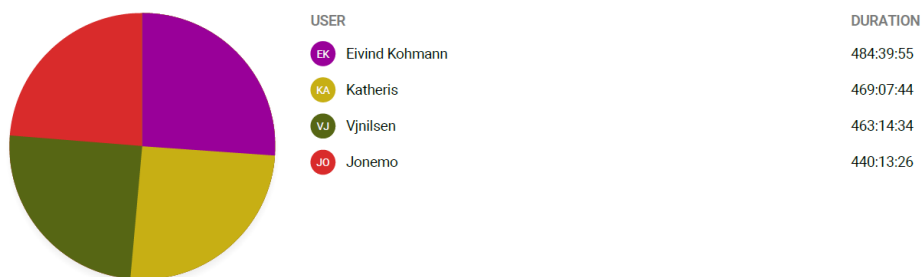 USER DURATION
EK Eivind Kohmann 484:39:55
KA Katheris 469:07:44
VJ Vjnilsen 463:14:34
JO Jonemo 440:13:26